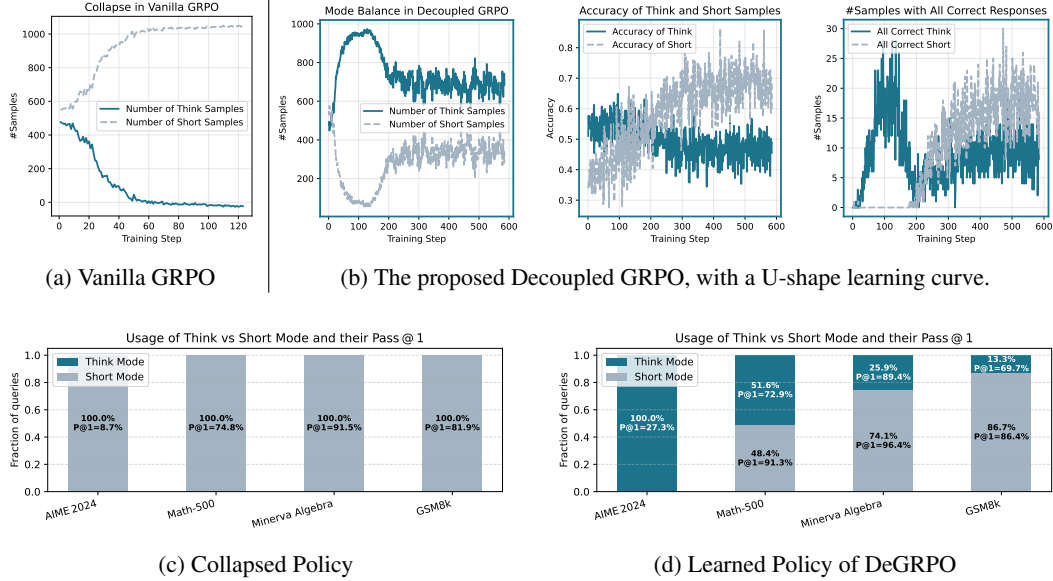 Collapse in Vanilla GRPO
#Samples
1000
800
600
400
200
0
Number of Think Samples
Number of Short Samples
0 20 40 60 80 100 120
Training Step
(a) Vanilla GRPO
Mode Balance in Decoupled GRPO
#Samples
1000
800
600
400
200
Number of Think Samples
Number of Short Samples
0 100 200 300 400 500 600
Training Step
Accuracy of Think and Short Samples
Accuracy of Think
Accuracy of Short
Accuracy
0.8
0.7
0.6
0.5
0.4
0.3
0 100 200 300 400 500 600
Training Step
#Samples with All Correct Responses
All Correct Think
All Correct Short
#Samples
30
25
20
15
10
5
0
0 100 200 300 400 500 600
Training Step
(b) The proposed Decoupled GRPO, with a U-shape learning curve.
Usage of Think vs Short Mode and their Pass@1
Think Mode
Short Mode
Fraction of queries
1.0
0.8
0.6
0.4
0.2
0.0
100.0%
P@1=8.7%
100.0%
P@1=74.8%
100.0%
P@1=91.5%
100.0%
P@1=81.9%
AIME 2024
Math-500
Minerva Algebra
GSM8k
(c) Collapsed Policy
Usage of Think vs Short Mode and their Pass@1
Think Mode
Short Mode
Fraction of queries
1.0
0.8
0.6
0.4
0.2
0.0
100.0%
P@1=27.3%
51.6%
P@1=72.9%
48.4%
P@1=91.3%
25.9%
P@1=89.4%
74.1%
P@1=96.4%
13.3%
P@1=69.7%
86.7%
P@1=86.4%
AIME 2024
Math-500
Minerva Algebra
GSM8k
(d) Learned Policy of DeGRPO